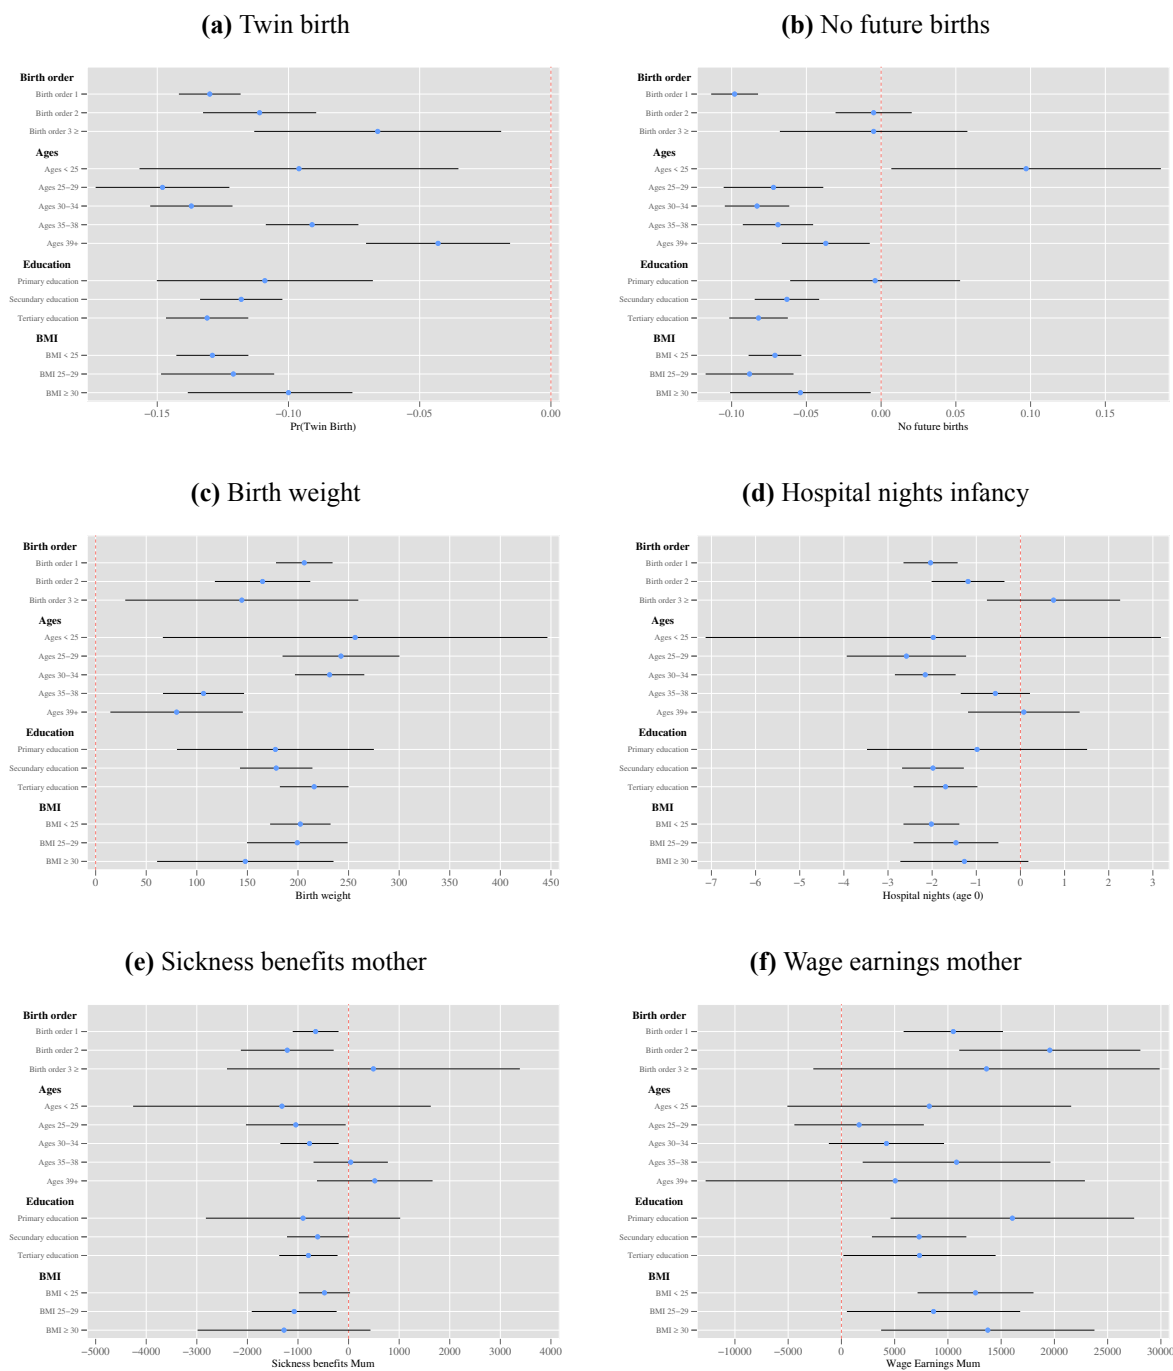 (a) Twin birth
Birth order
Birth order 1
Birth order 2
Birth order 3 ≥
Ages
Ages < 25
Ages 25−29
Ages 30−34
Ages 35−38
Ages 39+
Education
Primary education
Secundary education
Tertiary education
BMI
BMI < 25
BMI 25−29
BMI ≥ 30
−0.15 −0.10 −0.05 0.00
Pr(Twin Birth)
(b) No future births
Birth order
Birth order 1
Birth order 2
Birth order 3 ≥
Ages
Ages < 25
Ages 25−29
Ages 30−34
Ages 35−38
Ages 39+
Education
Primary education
Secundary education
Tertiary education
BMI
BMI < 25
BMI 25−29
BMI ≥ 30
−0.10 −0.05 0.00 0.05 0.10 0.15
No future births
(c) Birth weight
Birth order
Birth order 1
Birth order 2
Birth order 3 ≥
Ages
Ages < 25
Ages 25−29
Ages 30−34
Ages 35−38
Ages 39+
Education
Primary education
Secundary education
Tertiary education
BMI
BMI < 25
BMI 25−29
BMI ≥ 30
0 50 100 150 200 250 300 350 400 450
Birth weight
(d) Hospital nights infancy
Birth order
Birth order 1
Birth order 2
Birth order 3 ≥
Ages
Ages < 25
Ages 25−29
Ages 30−34
Ages 35−38
Ages 39+
Education
Primary education
Secundary education
Tertiary education
BMI
BMI < 25
BMI 25−29
BMI ≥ 30
−7 −6 −5 −4 −3 −2 −1 0 1 2 3
Hospital nights (age 0)
(e) Sickness benefits mother
Birth order
Birth order 1
Birth order 2
Birth order 3 ≥
Ages
Ages < 25
Ages 25−29
Ages 30−34
Ages 35−38
Ages 39+
Education
Primary education
Secundary education
Tertiary education
BMI
BMI < 25
BMI 25−29
BMI ≥ 30
−5000 −4000 −3000 −2000 −1000 0 1000 2000 3000 4000
Sickness benefits Mum
(f) Wage earnings mother
Birth order
Birth order 1
Birth order 2
Birth order 3 ≥
Ages
Ages < 25
Ages 25−29
Ages 30−34
Ages 35−38
Ages 39+
Education
Primary education
Secundary education
Tertiary education
BMI
BMI < 25
BMI 25−29
BMI ≥ 30
−10000 −5000 0 5000 10000 15000 20000 25000 30000
Wage Earnings Mum